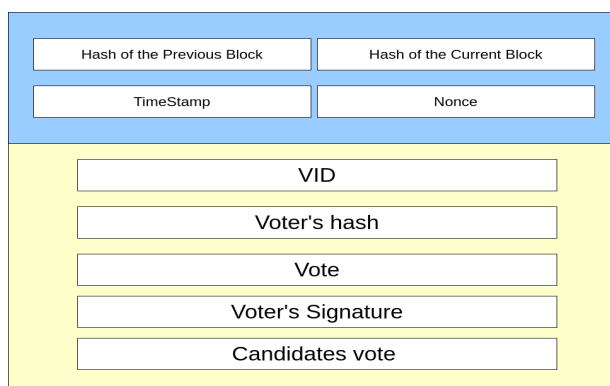 Hash of the Previous Block
Hash of the Current Block
TimeStamp
Nonce
VID
Voter's hash
Vote
Voter's Signature
Candidates vote